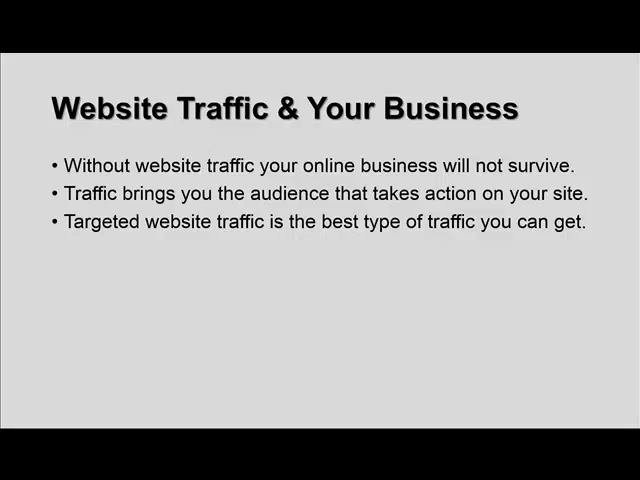 Website Traffic & Your Business
• Without website traffic your online business will not survive.
• Traffic brings you the audience that takes action on your site.
• Targeted website traffic is the best type of traffic you can get.